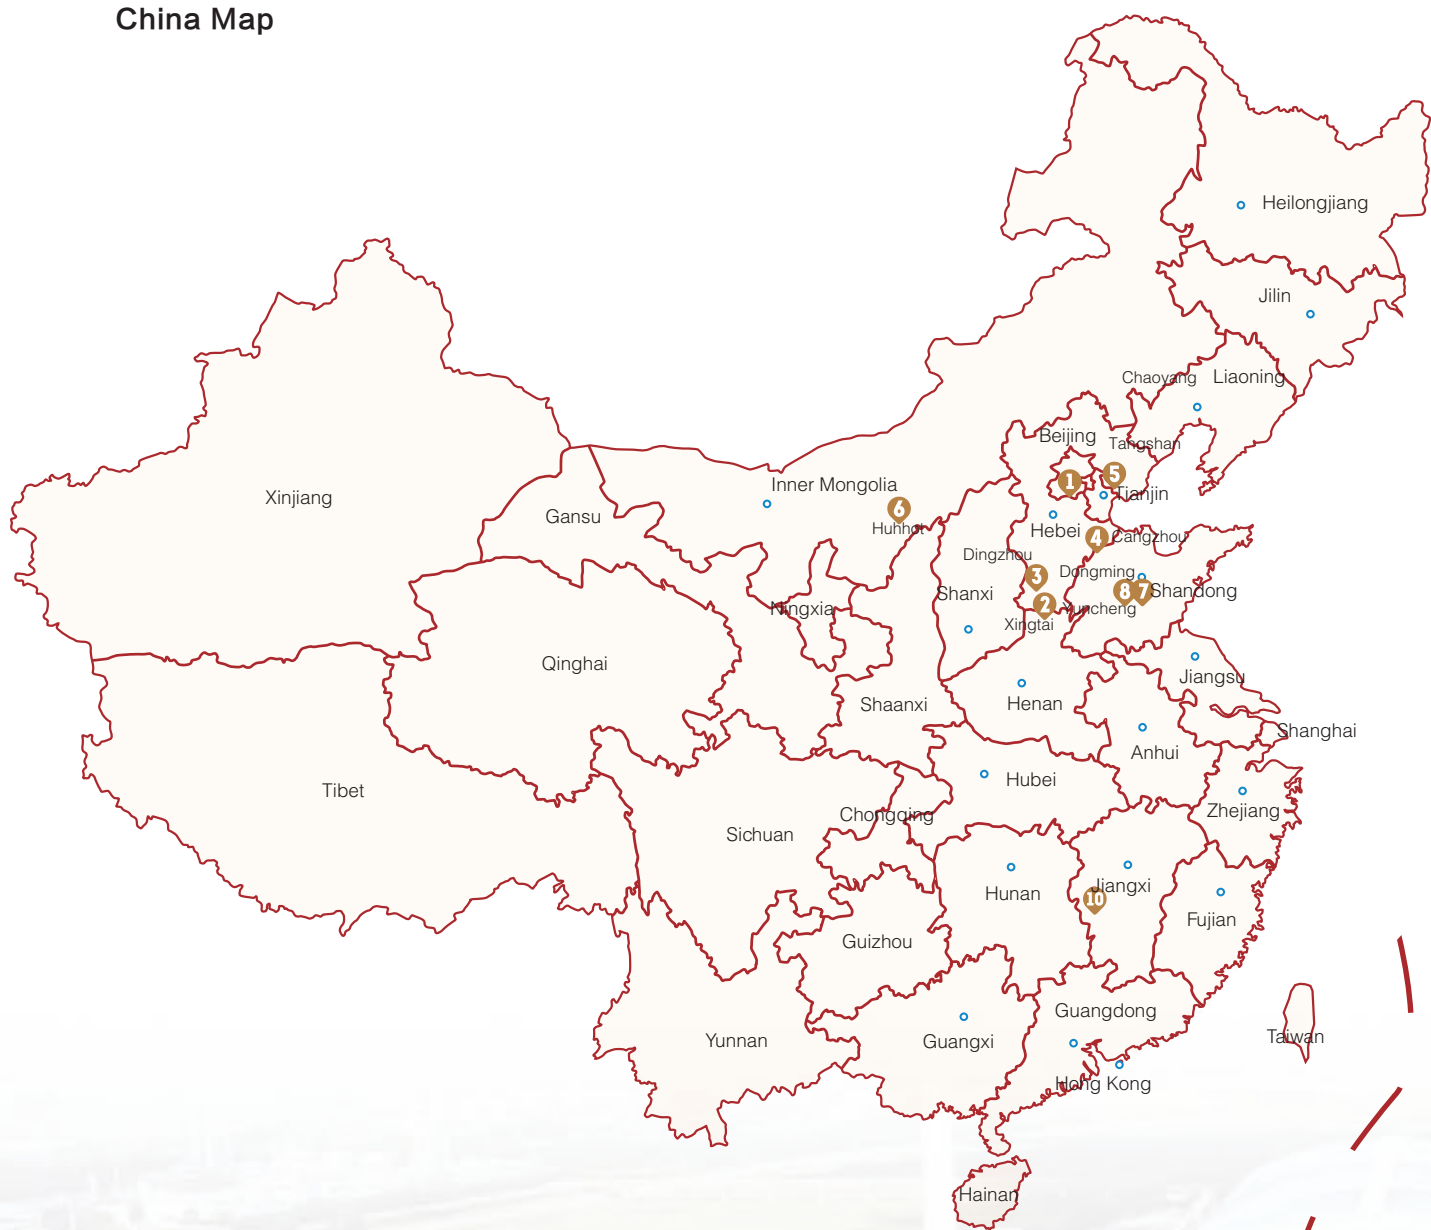 China Map
Heilongjiang
Jilin
Chaoyang
Liaoning
Beijing
Tangshan
1
5
Tianjin
Inner Mongolia
6
Huhhot
Xinjiang
Gansu
Hebei
4
Cangzhou
Dingzhou
3
Dongming
8
7
Shandong
Shanxi
2
Yuncheng
Xingtai
Ningxia
Qinghai
Jiangsu
Shaanxi
Henan
Shanghai
Anhui
Tibet
Hubei
Zhejiang
Chongqing
Sichuan
Hunan
Jiangxi
10
Fujian
Guizhou
Guangdong
Yunnan
Guangxi
Taiwan
Hong Kong
Hainan